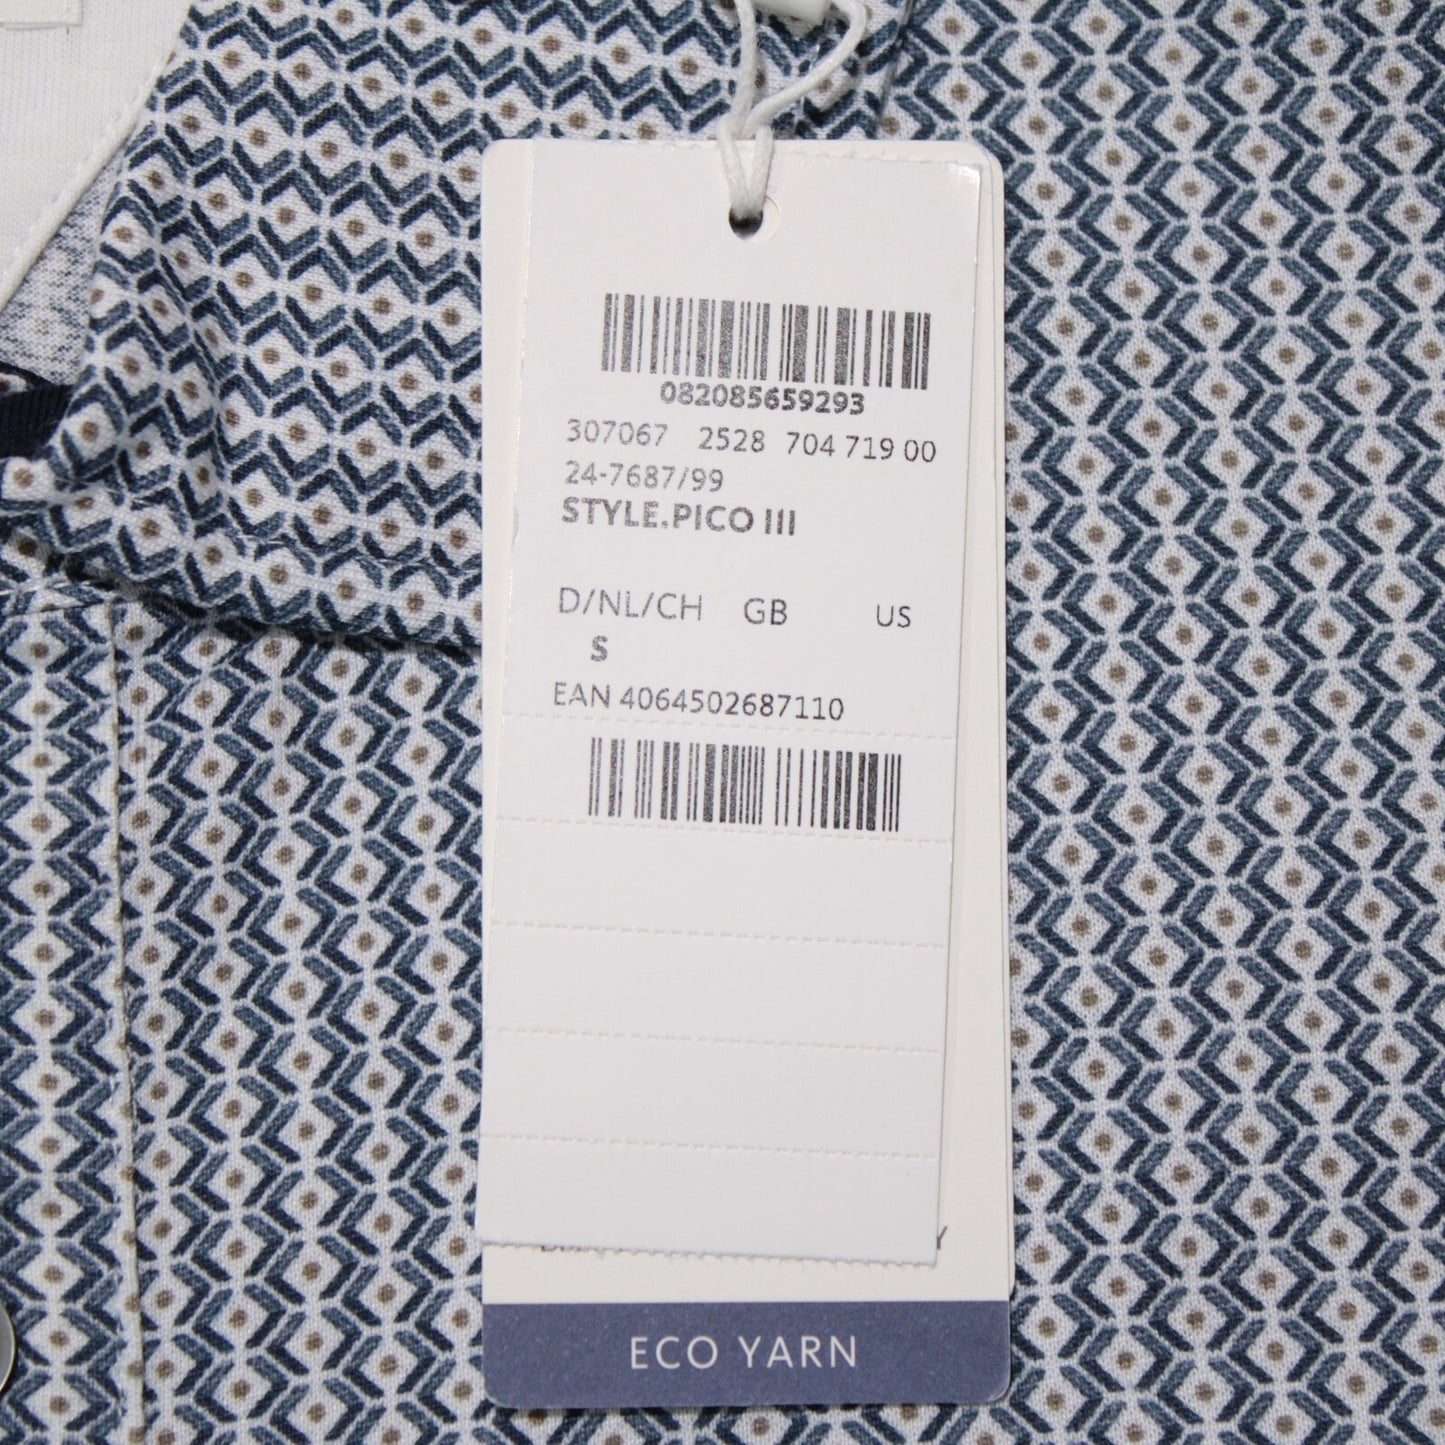 082085659293
307067 2528 704 719 00
24-7687/99
STYLE.PICO III
D/NL/CH GB US
S
EAN 4064502687110
ECO YARN